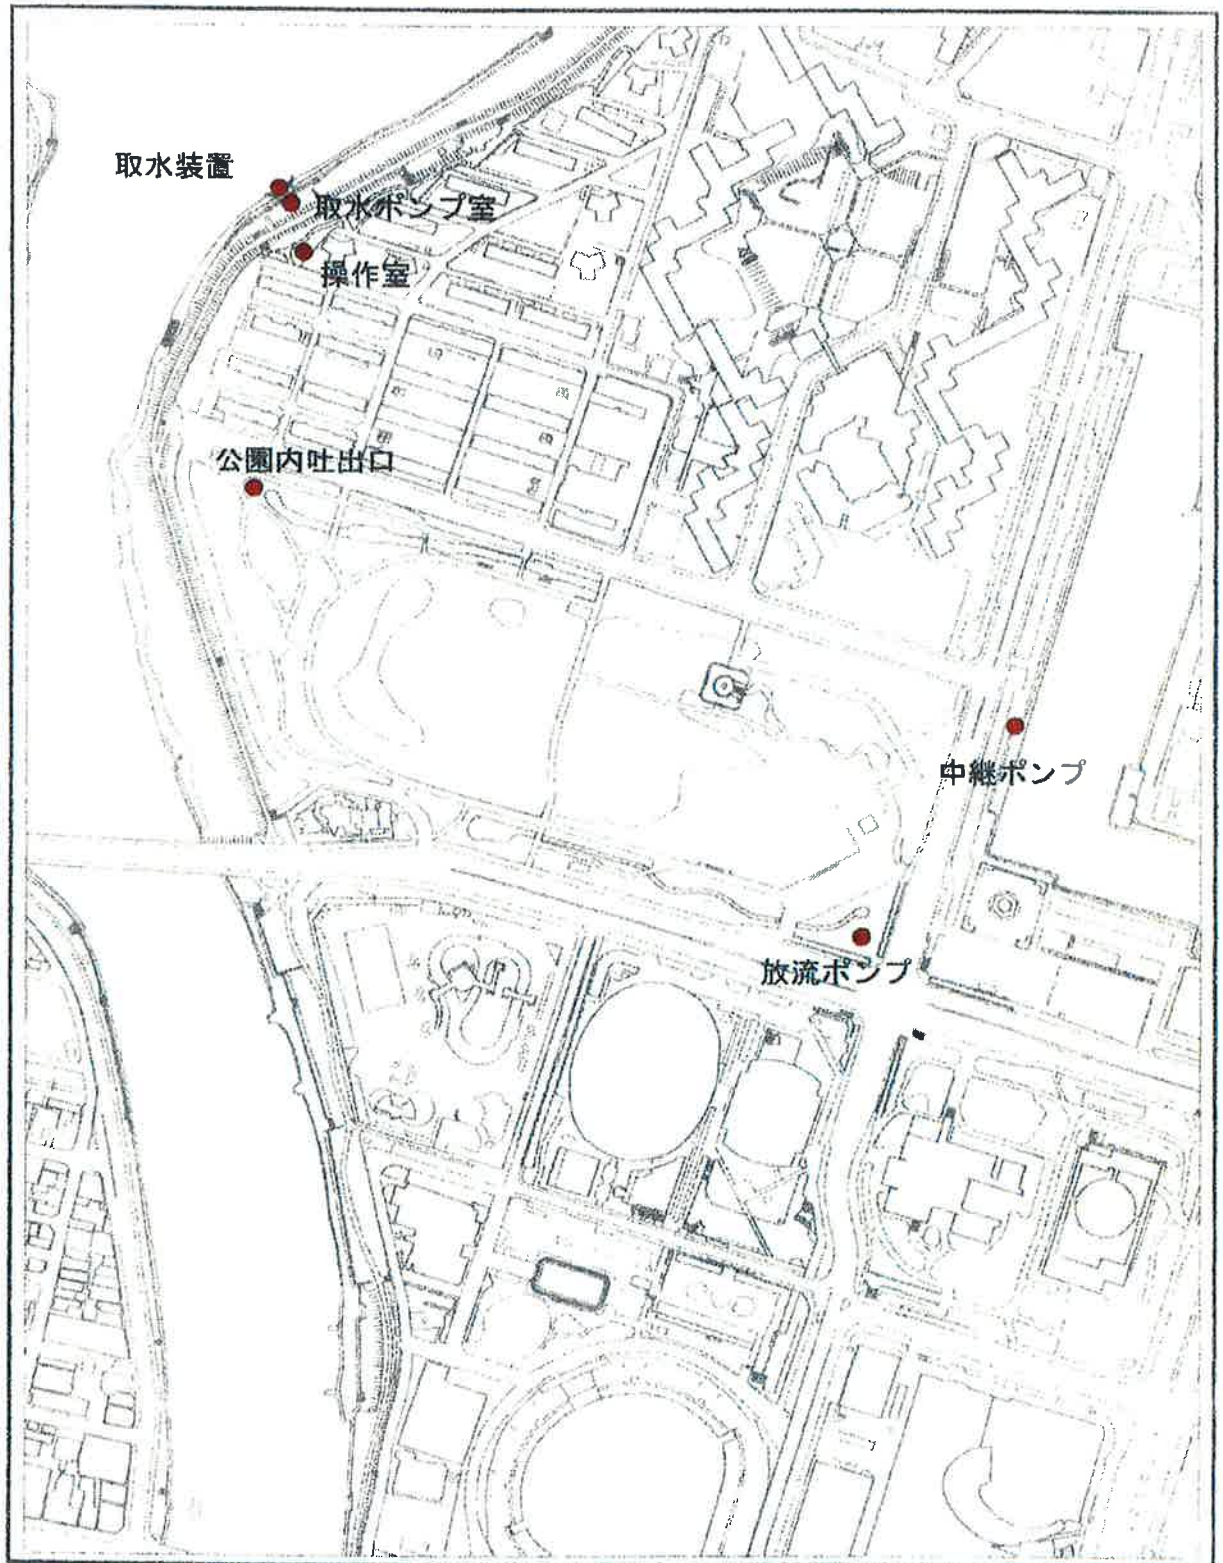 取水装置
取水ポンプ室
操作室
公園内吐出口
中継ポンプ
放流ポンプ